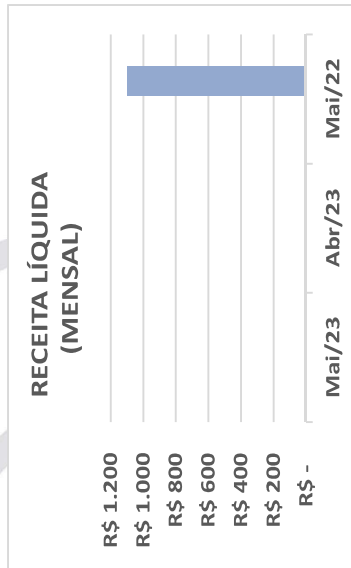 RECEITA LÍQUIDA
(MENSAL)
R$ 1.200
R$ 1.000
R$ 800
R$ 600
R$ 400
R$ 200
R$ -
Mai/23
Abr/23
Mai/22